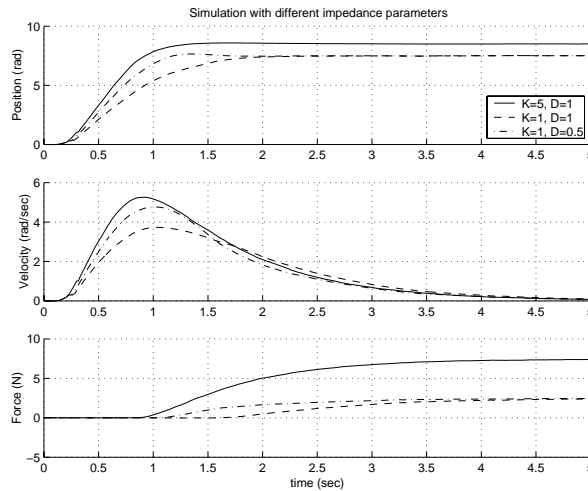 Simulation with different impedance parameters
Position (rad)
10
5
0
K=5, D=1
K=1, D=1
K=1, D=0.5
0 0.5 1 1.5 2 2.5 3 3.5 4 4.5 5
Velocity (rad/sec)
6
4
2
0
0 0.5 1 1.5 2 2.5 3 3.5 4 4.5 5
Force (N)
10
5
0
−5
0 0.5 1 1.5 2 2.5 3 3.5 4 4.5 5
time (sec)